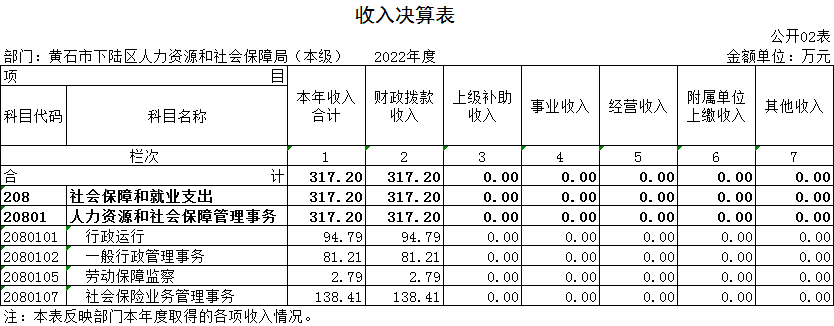 收入决算表
公开02表
部门：黄石市下陆区人力资源和社会保障局（本级） 2022年度 金额单位：万元
项 目 本年收入合计 财政拨款收入 上级补助收入 事业收入 经营收入 附属单位上缴收入 其他收入
科目代码 科目名称
栏次 1 2 3 4 5 6 7
合 计 317.20 317.20 0.00 0.00 0.00 0.00 0.00
208 社会保障和就业支出 317.20 317.20 0.00 0.00 0.00 0.00 0.00
20801 人力资源和社会保障管理事务 317.20 317.20 0.00 0.00 0.00 0.00 0.00
2080101 行政运行 94.79 94.79 0.00 0.00 0.00 0.00 0.00
2080102 一般行政管理事务 81.21 81.21 0.00 0.00 0.00 0.00 0.00
2080105 劳动保障监察 2.79 2.79 0.00 0.00 0.00 0.00 0.00
2080107 社会保险业务管理事务 138.41 138.41 0.00 0.00 0.00 0.00 0.00
注：本表反映部门本年度取得的各项收入情况。